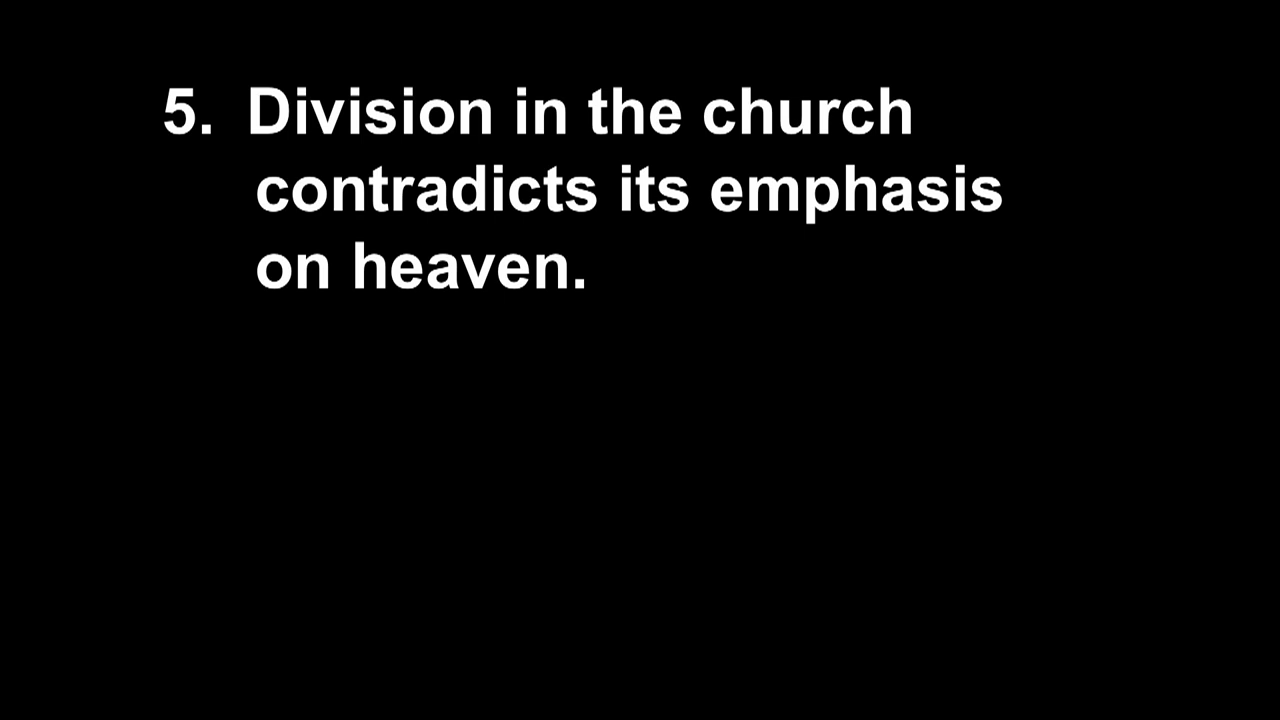 5. Division in the church
contradicts its emphasis
on heaven.